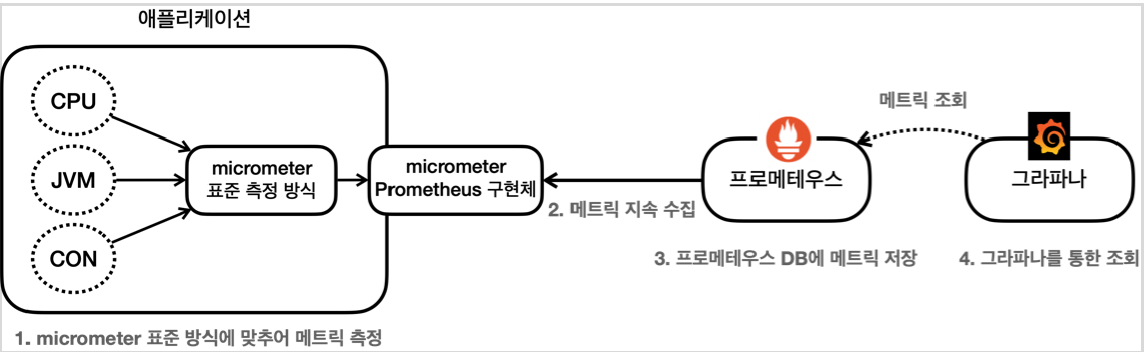 애플리케이션
CPU
JVM
CON
micrometer
표준 측정 방식
micrometer
Prometheus 구현체
2. 메트릭 지속 수집
프로메테우스
메트릭 조회
그라파나
3. 프로메테우스 DB에 메트릭 저장
4. 그라파나를 통한 조회
1. micrometer 표준 방식에 맞추어 메트릭 측정